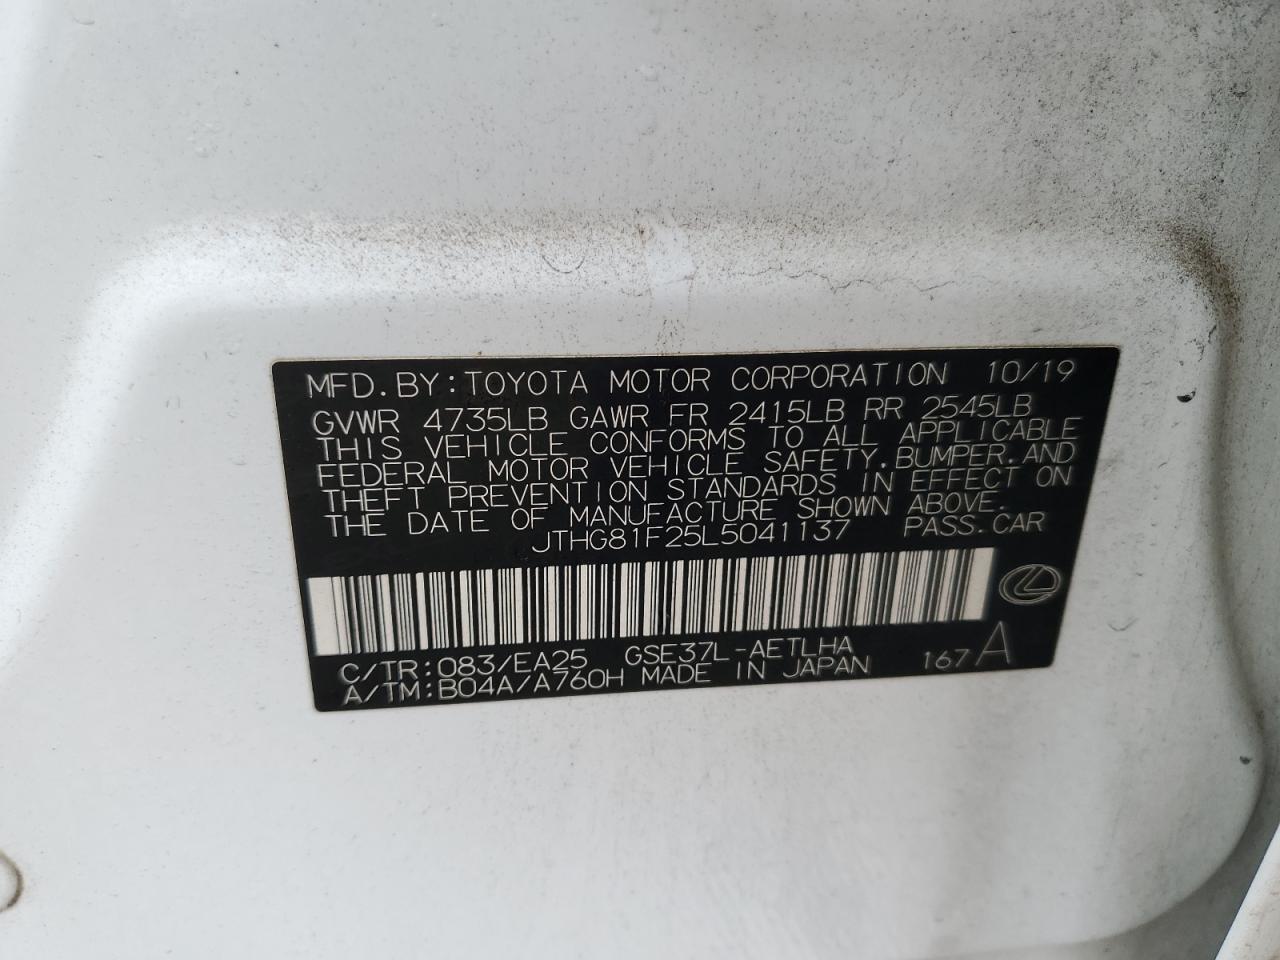 MFD.BY:TOYOTA MOTOR CORPORATION 10/19
GVWR 4735LB GAWR FR 2415LB RR 2545LB
THIS VEHICLE CONFORMS TO ALL APPLICABLE
FEDERAL MOTOR VEHICLE SAFETY.BUMPER.AND
THEFT PREVENTION STANDARDS IN EFFECT ON
THE DATE OF MANUFACTURE SHOWN ABOVE.
JTHG81F25L5041137 PASS.CAR
C/TR:083/EA25 GSE37L-AETLHA
A/TM:B04A/A760H MADE IN JAPAN 167A